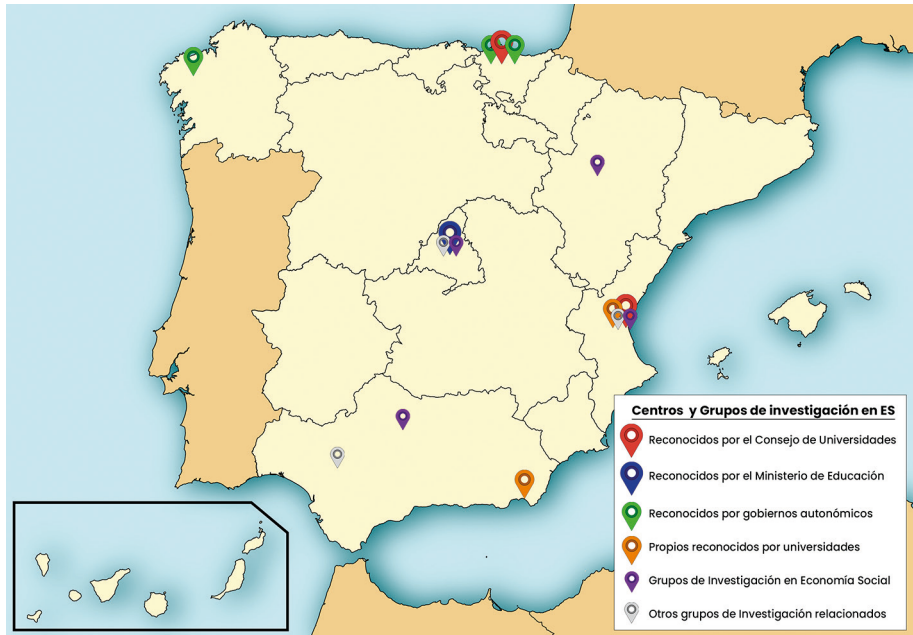 Centros y Grupos de investigación en ES
Reconocidos por el Consejo de Universidades
Reconocidos por el Ministerio de Educación
Reconocidos por gobiernos autonómicos
Propios reconocidos por universidades
Grupos de Investigación en Economía Social
Otros grupos de Investigación relacionados